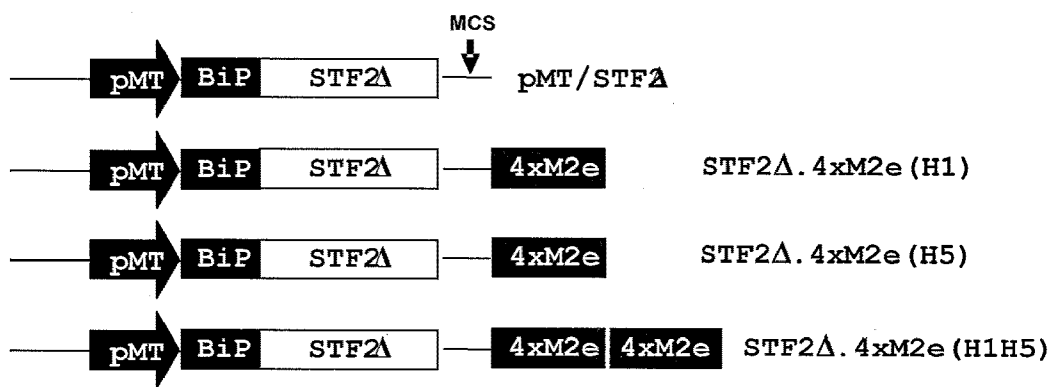 MCS
pMT BiP STF2Δ pMT/STF2Δ
pMT BiP STF2Δ 4xM2e STF2Δ.4xM2e(H1)
pMT BiP STF2Δ 4xM2e STF2Δ.4xM2e(H5)
pMT BiP STF2Δ 4xM2e 4xM2e STF2Δ.4xM2e(H1H5)